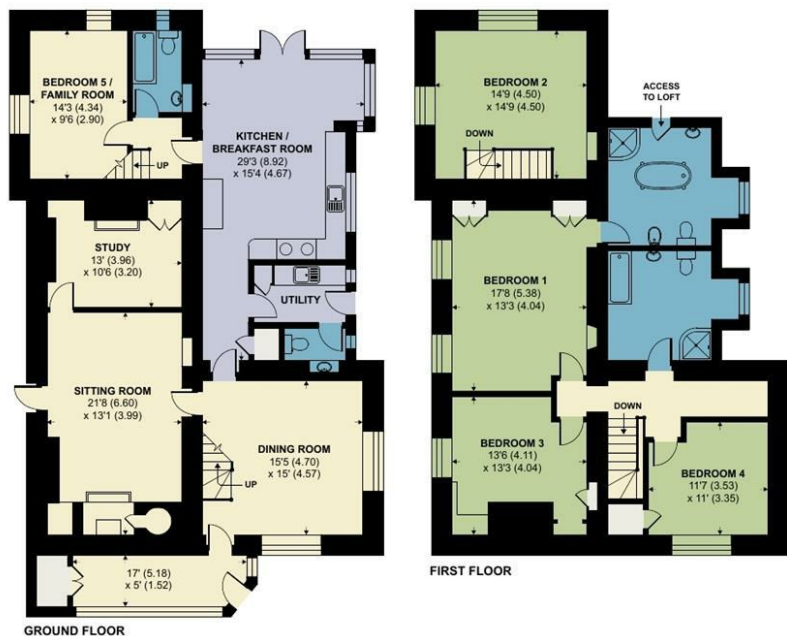 BEDROOM 5 /
FAMILY ROOM
14'3 (4.34)
x 9'6 (2.90)
UP
KITCHEN /
BREAKFAST ROOM
29'3 (8.92)
x 15'4 (4.67)
STUDY
13' (3.96)
x 10'6 (3.20)
UTILITY
SITTING ROOM
21'8 (6.60)
x 13'1 (3.99)
DINING ROOM
15'5 (4.70)
x 15' (4.57)
UP
17' (5.18)
x 5' (1.52)
GROUND FLOOR
BEDROOM 2
14'9 (4.50)
x 14'9 (4.50)
DOWN
ACCESS
TO LOFT
BEDROOM 1
17'8 (5.38)
x 13'3 (4.04)
BEDROOM 3
13'6 (4.11)
x 13'3 (4.04)
DOWN
BEDROOM 4
11'7 (3.53)
x 11' (3.35)
FIRST FLOOR